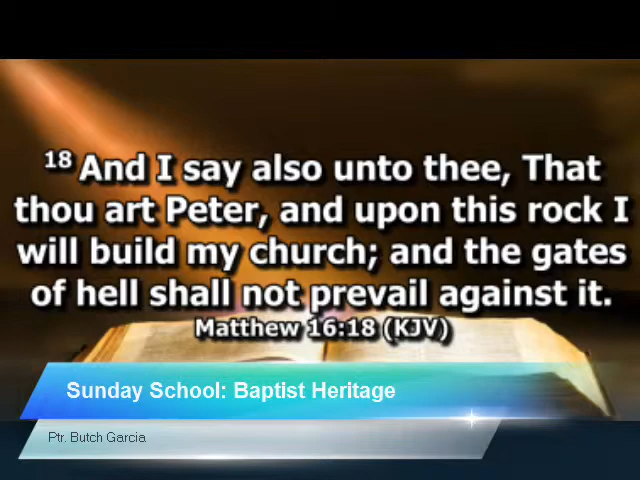 18 And I say also unto thee, That
thou art Peter, and upon this rock I
will build my church; and the gates
of hell shall not prevail against it.
Matthew 16:18 (KJV)
Sunday School: Baptist Heritage
Ptr. Butch Garcia